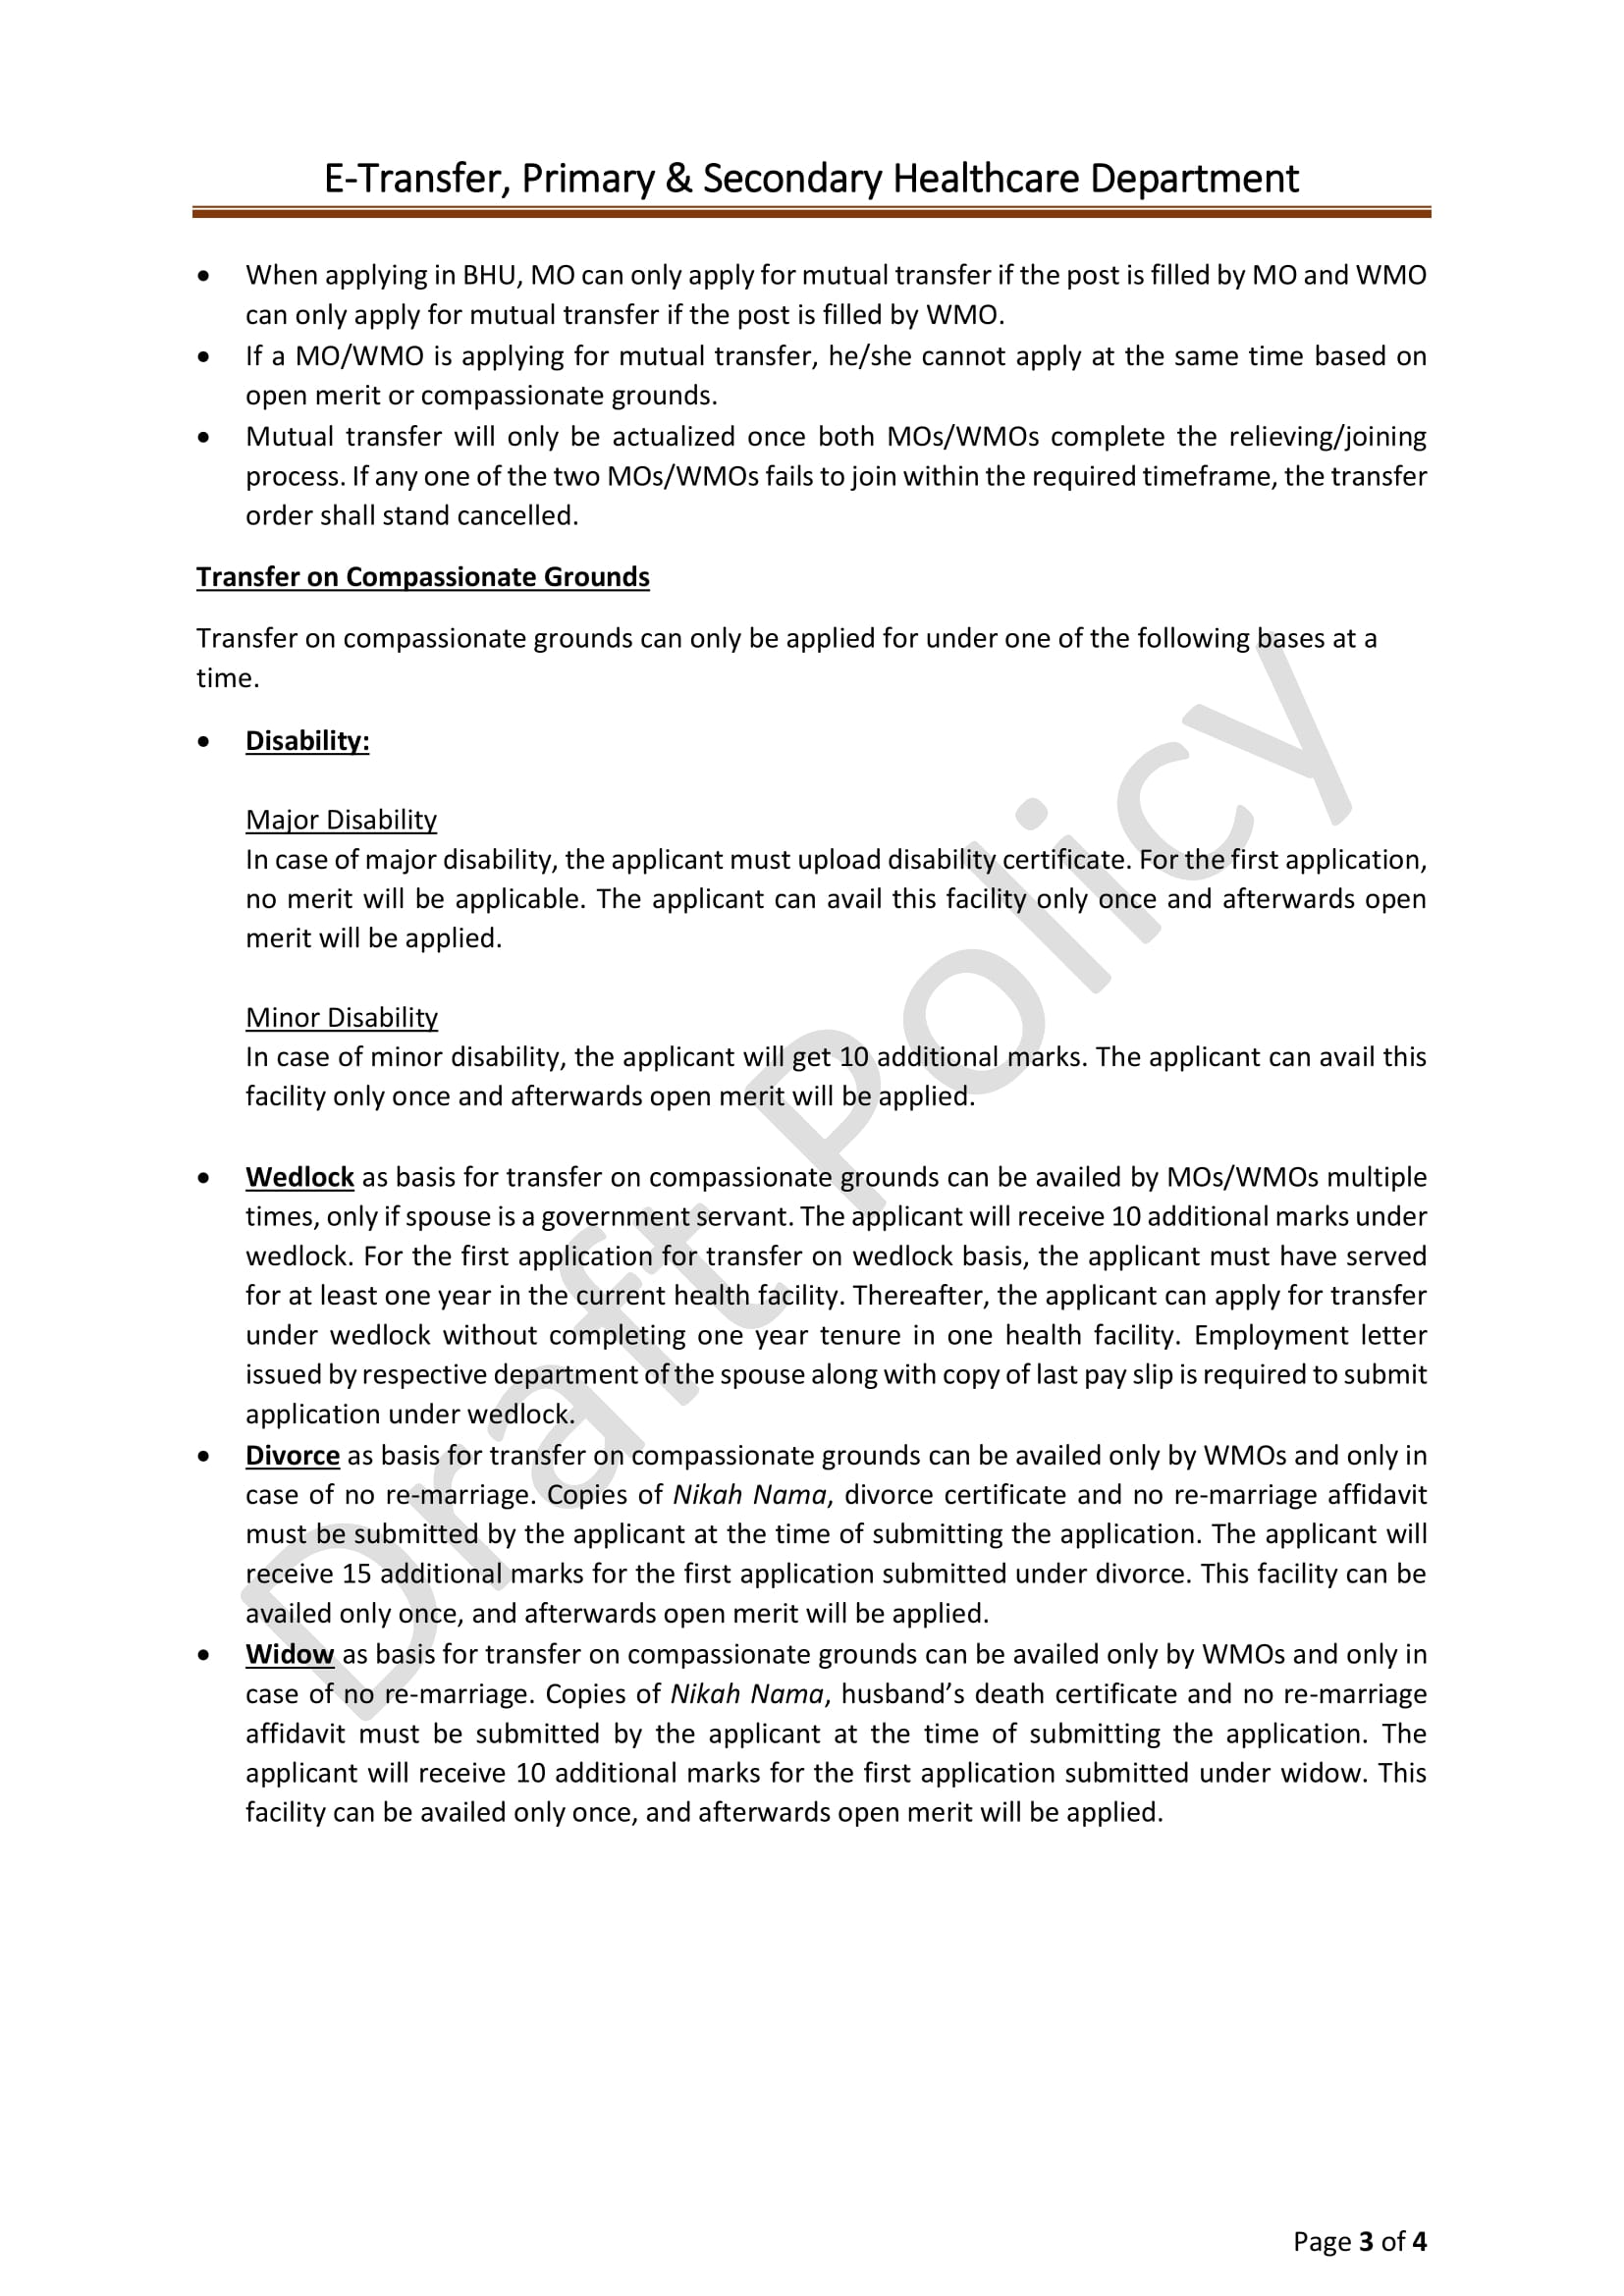 E-Transfer, Primary & Secondary Healthcare Department
• When applying in BHU, MO can only apply for mutual transfer if the post is filled by MO and WMO
can only apply for mutual transfer if the post is filled by WMO.
• If a MO/WMO is applying for mutual transfer, he/she cannot apply at the same time based on
open merit or compassionate grounds.
• Mutual transfer will only be actualized once both MOs/WMOs complete the relieving/joining
process. If any one of the two MOs/WMOs fails to join within the required timeframe, the transfer
order shall stand cancelled.
Transfer on Compassionate Grounds
Transfer on compassionate grounds can only be applied for under one of the following bases at a
time.
• Disability:
Major Disability
In case of major disability, the applicant must upload disability certificate. For the first application,
no merit will be applicable. The applicant can avail this facility only once and afterwards open
merit will be applied.
Minor Disability
In case of minor disability, the applicant will get 10 additional marks. The applicant can avail this
facility only once and afterwards open merit will be applied.
• Wedlock as basis for transfer on compassionate grounds can be availed by MOs/WMOs multiple
times, only if spouse is a government servant. The applicant will receive 10 additional marks under
wedlock. For the first application for transfer on wedlock basis, the applicant must have served
for at least one year in the current health facility. Thereafter, the applicant can apply for transfer
under wedlock without completing one year tenure in one health facility. Employment letter
issued by respective department of the spouse along with copy of last pay slip is required to submit
application under wedlock.
• Divorce as basis for transfer on compassionate grounds can be availed only by WMOs and only in
case of no re-marriage. Copies of Nikah Nama, divorce certificate and no re-marriage affidavit
must be submitted by the applicant at the time of submitting the application. The applicant will
receive 15 additional marks for the first application submitted under divorce. This facility can be
availed only once, and afterwards open merit will be applied.
• Widow as basis for transfer on compassionate grounds can be availed only by WMOs and only in
case of no re-marriage. Copies of Nikah Nama, husband’s death certificate and no re-marriage
affidavit must be submitted by the applicant at the time of submitting the application. The
applicant will receive 10 additional marks for the first application submitted under widow. This
facility can be availed only once, and afterwards open merit will be applied.
Draft Policy
Page 3 of 4